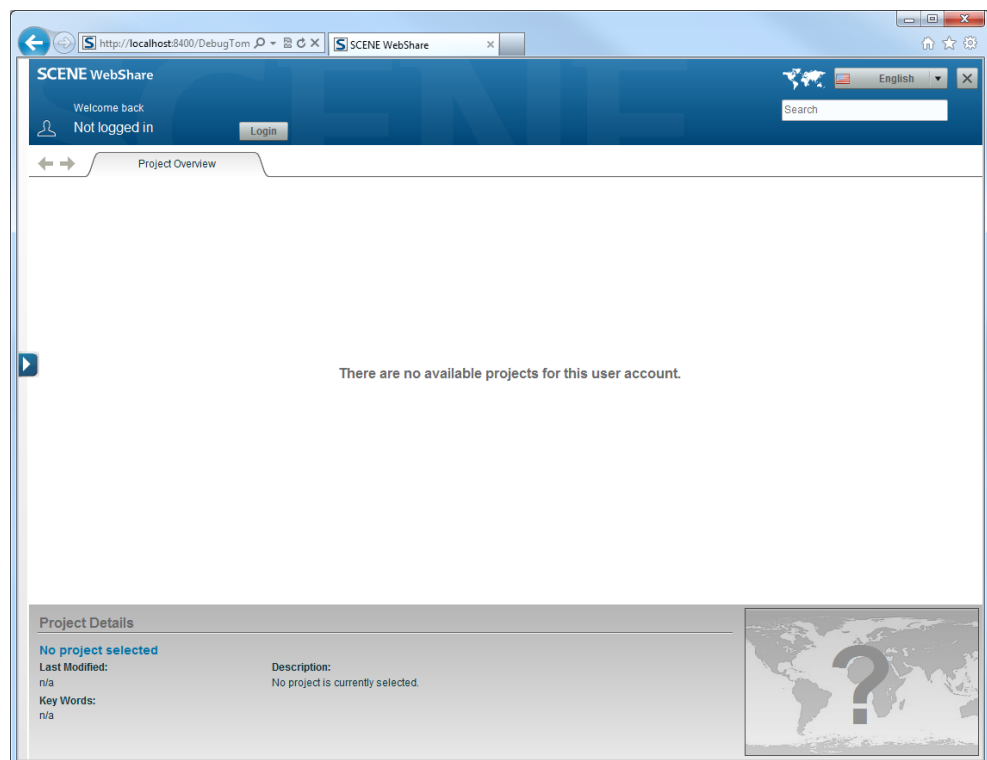 http://localhost:8400/DebugTom
SCENE WebShare
SCENE WebShare
English
Welcome back
Search
Not logged in
Login
Project Overview
There are no available projects for this user account.
Project Details
No project selected
Last Modified:
Description:
n/a
No project is currently selected.
Key Words:
n/a
?